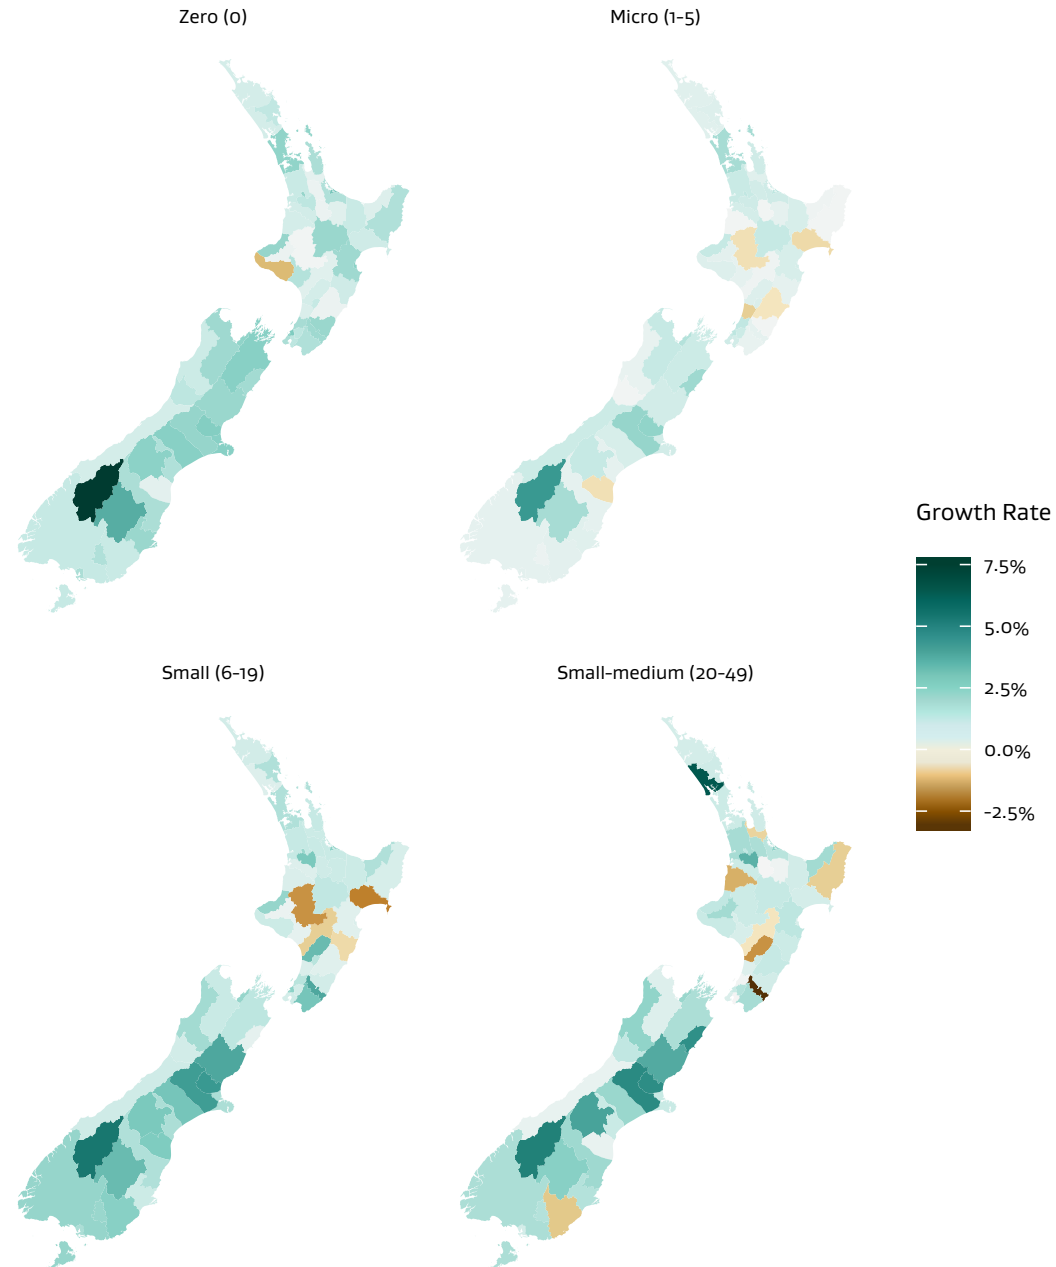 Zero (0)
Micro (1-5)
Growth Rate
7.5%
5.0%
2.5%
0.0%
-2.5%
Small (6-19)
Small-medium (20-49)